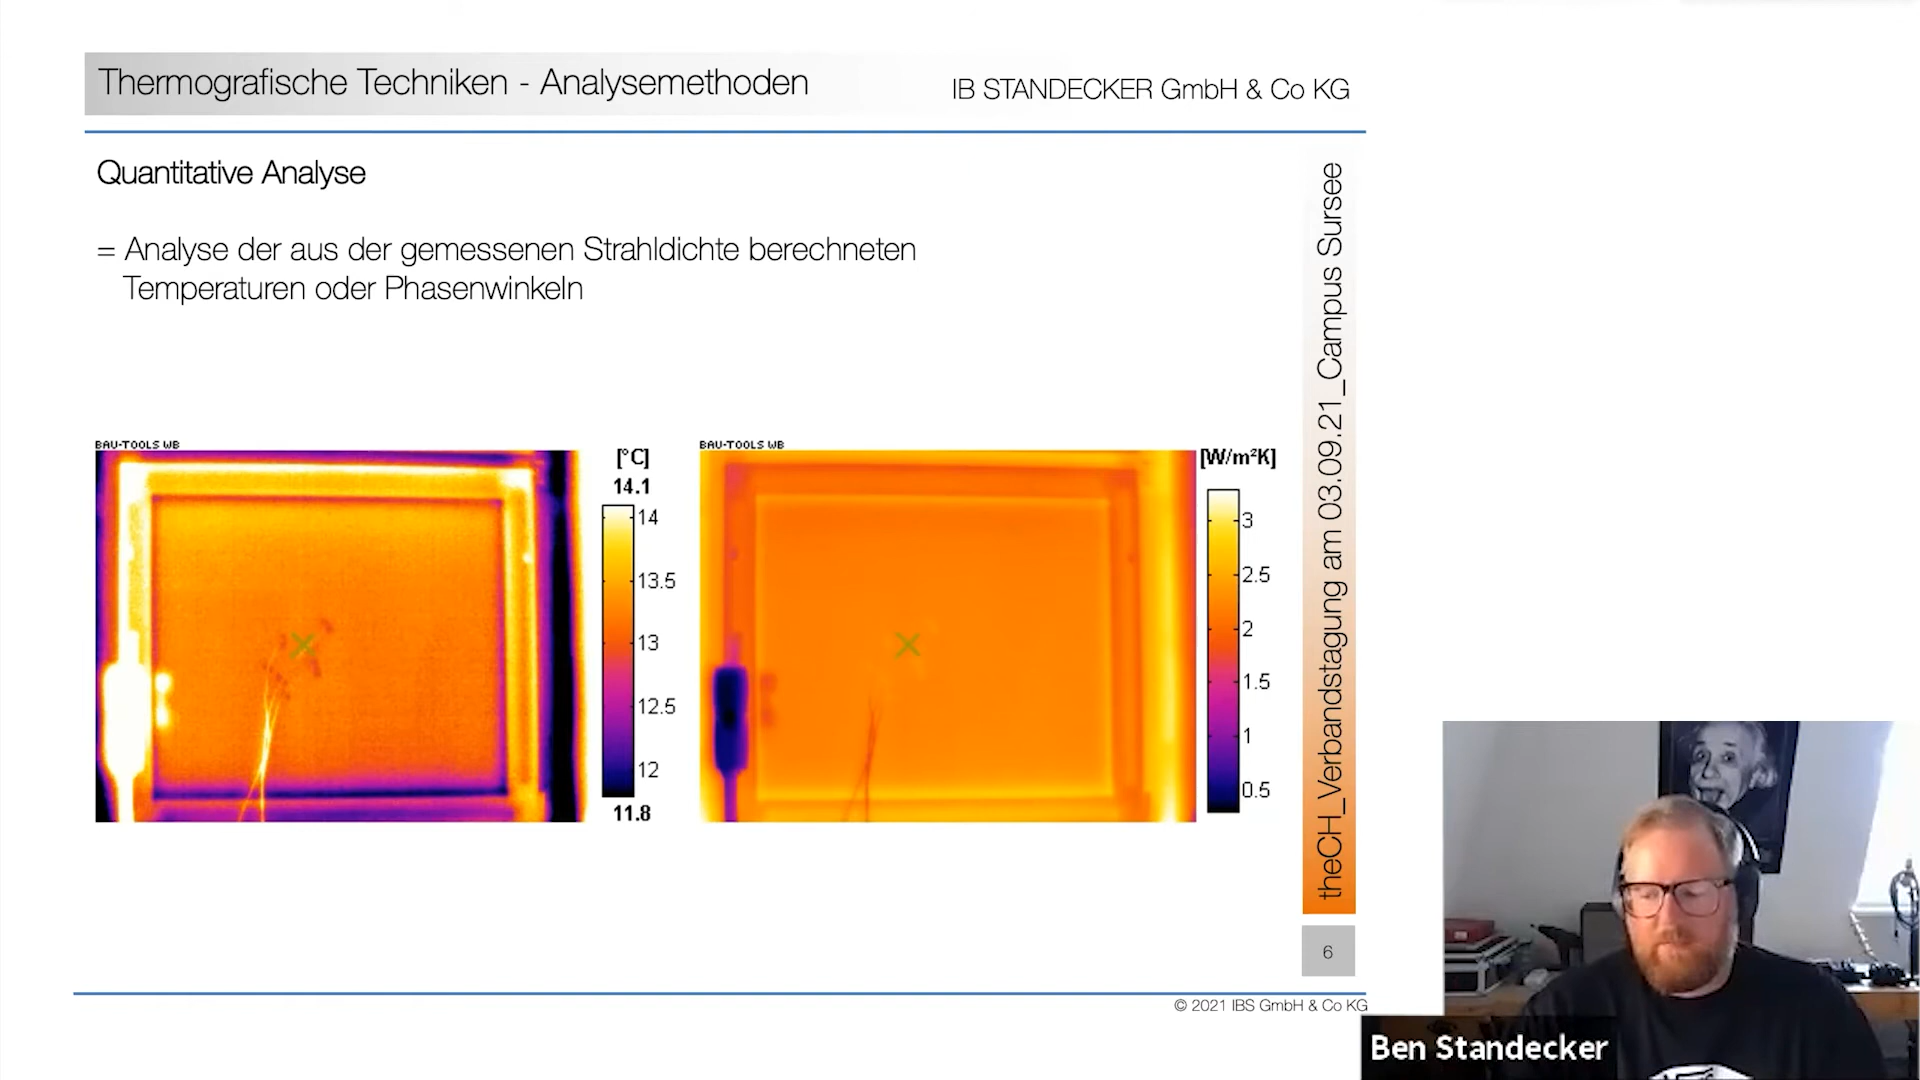 Thermografische Techniken - Analysemethoden
IB STANDECKER GmbH & Co KG
Quantitative Analyse
= Analyse der aus der gemessenen Strahldichte berechneten
Temperaturen oder Phasenwinkeln
BAU-TOOLS WB
[°C]
14.1
14
13.5
13
12.5
12
11.8
BAU-TOOLS WB
[W/m²K]
3
2.5
2
1.5
1
0.5
theCH_Verbandstagung am 03.09.21_Campus Sursee
6
© 2021 IBS GmbH & Co KG
Ben Standecker